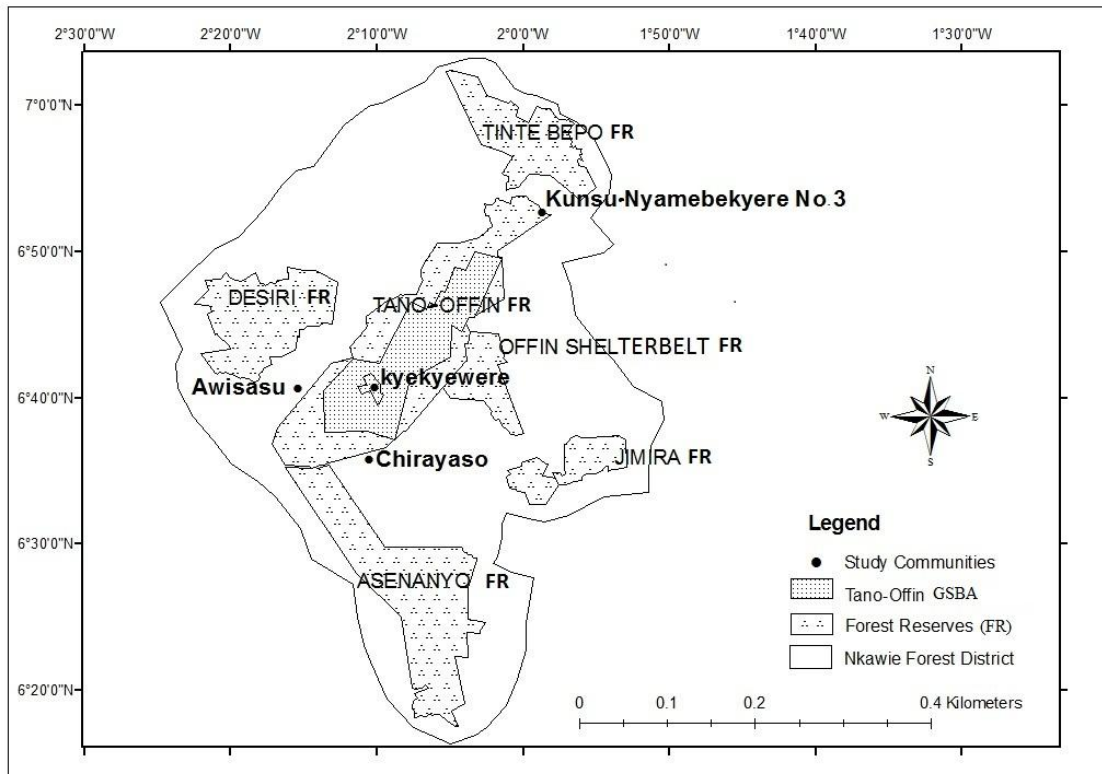 2°30'0"W 2°20'0"W 2°10'0"W 2°0'0"W 1°50'0"W 1°40'0"W 1°30'0"W
7°0'0"N
TINTE BEPO FR
Kunsu-Nyamebekyere No.3
6°50'0"N
DESIRI FR
TANO-OFFIN FR
OFFIN SHELTERBELT FR
kyekyewere
Awisasu
6°40'0"N
Chirayaso
JIMIRA FR
N
W E
S
6°30'0"N
ASENANYO FR
6°20'0"N
Legend
Study Communities
Tano-Offin GSBA
Forest Reserves (FR)
Nkawie Forest District
0 0.1 0.2 0.4 Kilometers